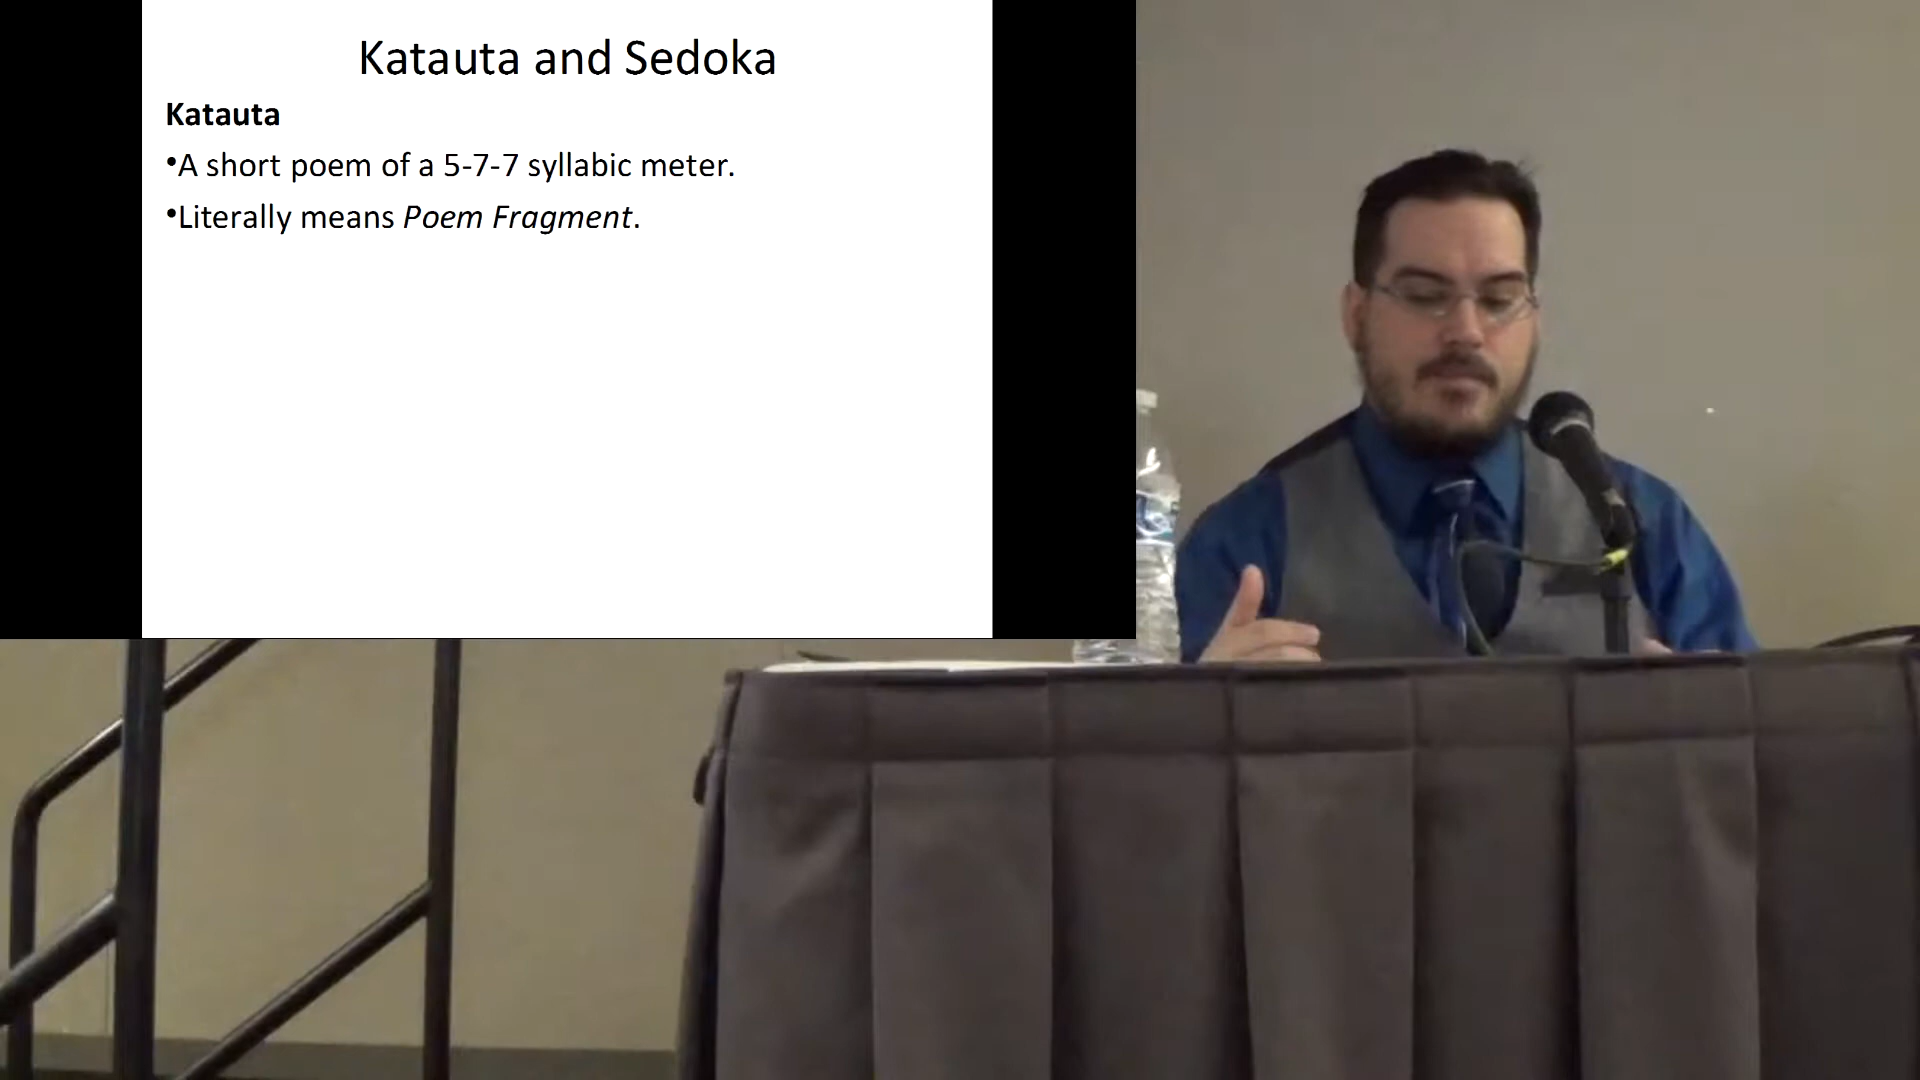 Katauta and Sedoka
Katauta
•A short poem of a 5-7-7 syllabic meter.
•Literally means Poem Fragment.